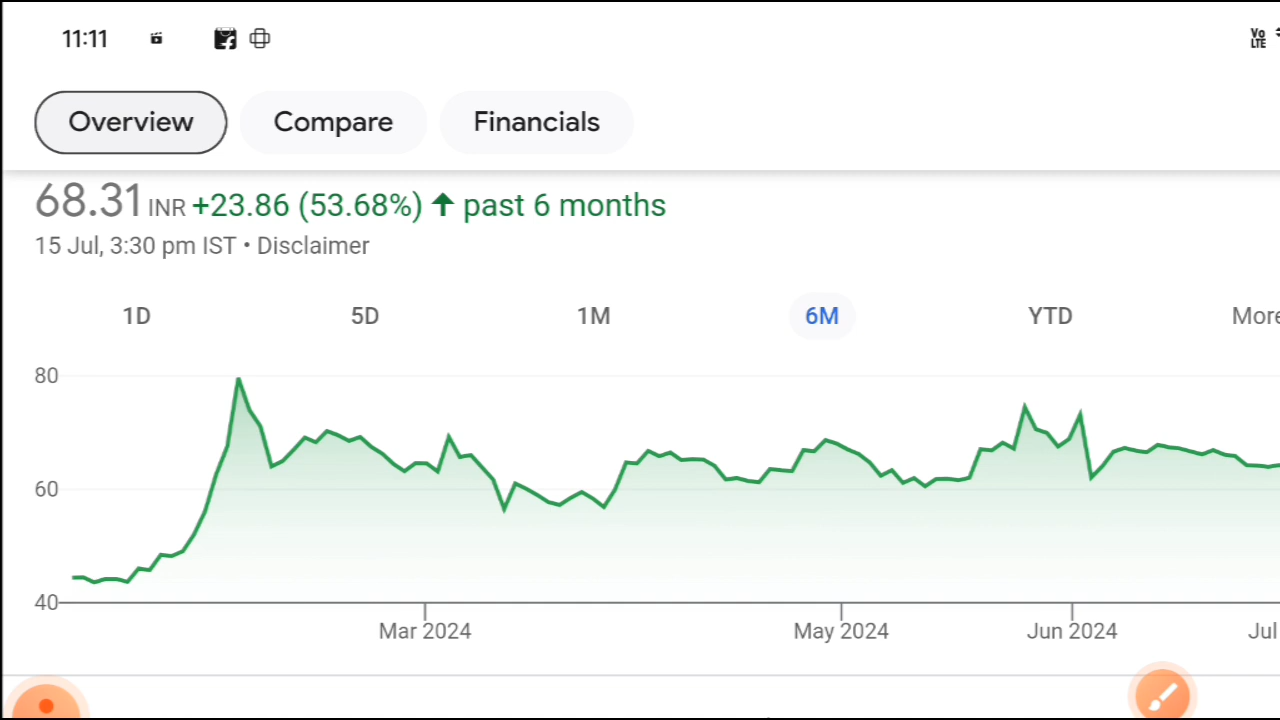 11:11
Vo
LTE
Overview Compare Financials
68.31 INR +23.86 (53.68%) ↑ past 6 months
15 Jul, 3:30 pm IST • Disclaimer
1D 5D 1M 6M YTD More
80
60
40
Mar 2024 May 2024 Jun 2024 Jul